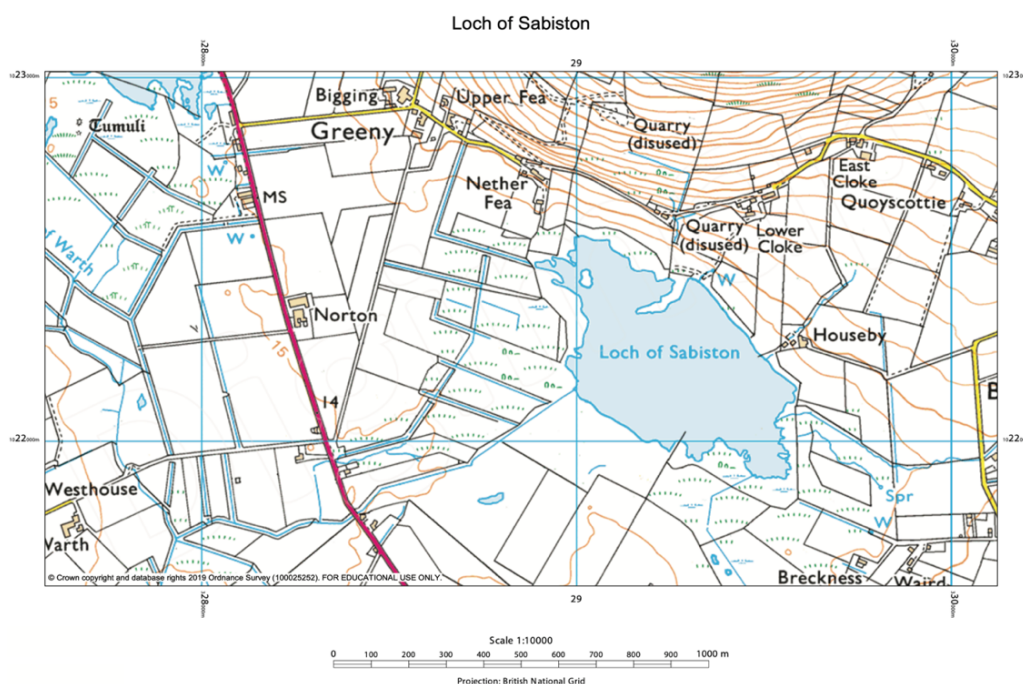 Loch of Sabiston
28
29
30
23
23
Bigging
Upper Fea
5
Tumuli
Greeny
Quarry
(disused)
W
East
Cloke
MS
Nether
Fea
Quoyscottie
Quarry
(disused)
Lower
Cloke
W
f Warth
W
Norton
Houseby
15
S
Loch of Sabiston
14
B
22
22
Westhouse
Spr
W
Warth
Breckness
Waird
© Crown copyright and database rights 2019 Ordnance Survey (100025252). FOR EDUCATIONAL USE ONLY.
28
29
30
Scale 1:10000
0 100 200 300 400 500 600 700 800 900 1000 m
Projection: British National Grid